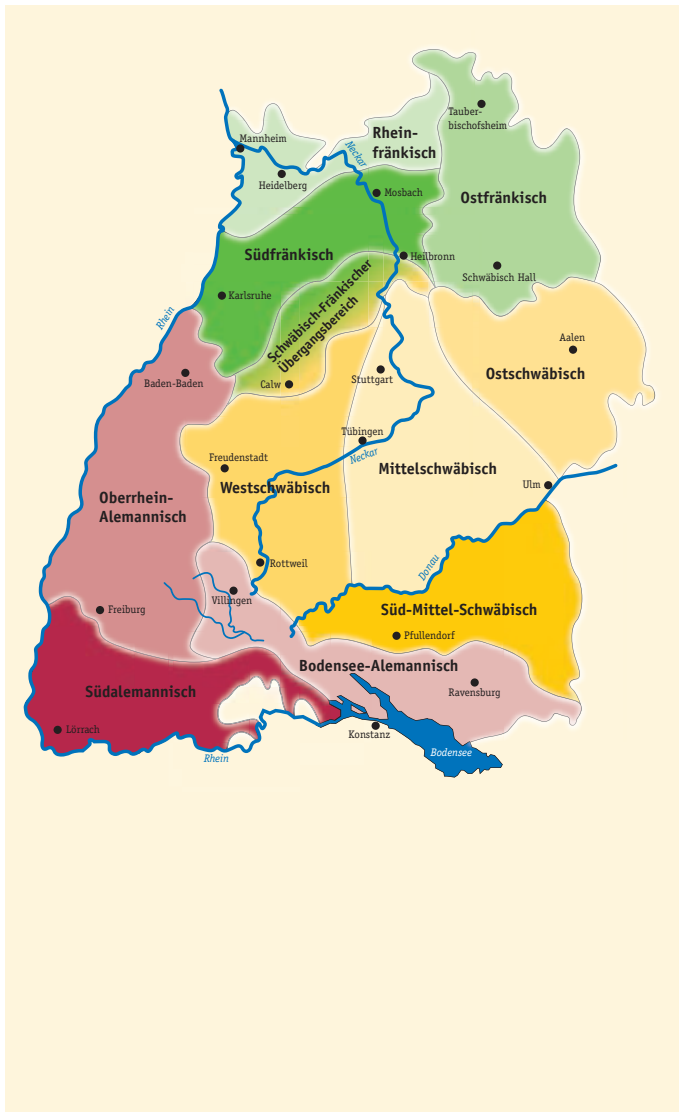 Tauber-
bischofsheim
Rhein-
fränkisch
Mannheim
Neckar
Heidelberg
Mosbach
Ostfränkisch
Südfränkisch
Heilbronn
Schwäbisch Hall
Schwäbisch-Fränkischer
Übergangsbereich
Karlsruhe
Rhein
Aalen
Baden-Baden
Calw
Stuttgart
Ostschwäbisch
Tübingen
Neckar
Freudenstadt
Mittelschwäbisch
Westschwäbisch
Ulm
Oberrhein-
Alemannisch
Rottweil
Donau
Villingen
Freiburg
Süd-Mittel-Schwäbisch
Pfullendorf
Bodensee-Alemannisch
Südalemannisch
Ravensburg
Lörrach
Konstanz
Bodensee
Rhein